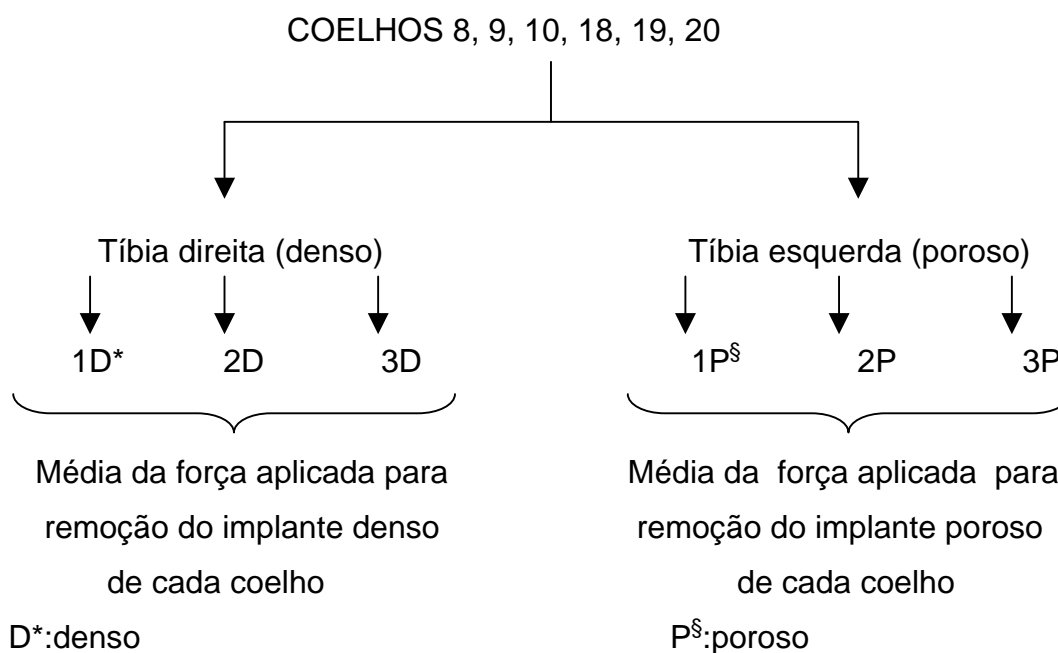 COELHOS 8, 9, 10, 18, 19, 20
Tíbia direita (denso)
Tíbia esquerda (poroso)
1D* 2D 3D
1P§ 2P 3P
Média da força aplicada para
remoção do implante denso
de cada coelho
Média da força aplicada para
remoção do implante poroso
de cada coelho
D*:denso
P§:poroso